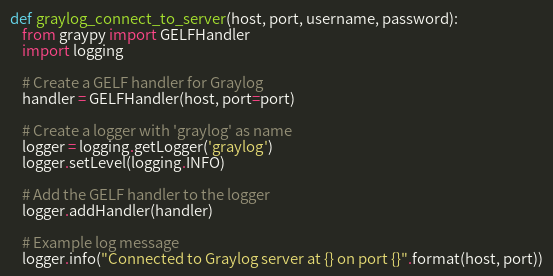 def graylog_connect_to_server(host, port, username, password):
    from graypy import GELFHandler
    import logging

    # Create a GELF handler for Graylog
    handler = GELFHandler(host, port=port)

    # Create a logger with 'graylog' as name
    logger = logging.getLogger('graylog')
    logger.setLevel(logging.INFO)

    # Add the GELF handler to the logger
    logger.addHandler(handler)

    # Example log message
    logger.info("Connected to Graylog server at {} on port {}".format(host, port))